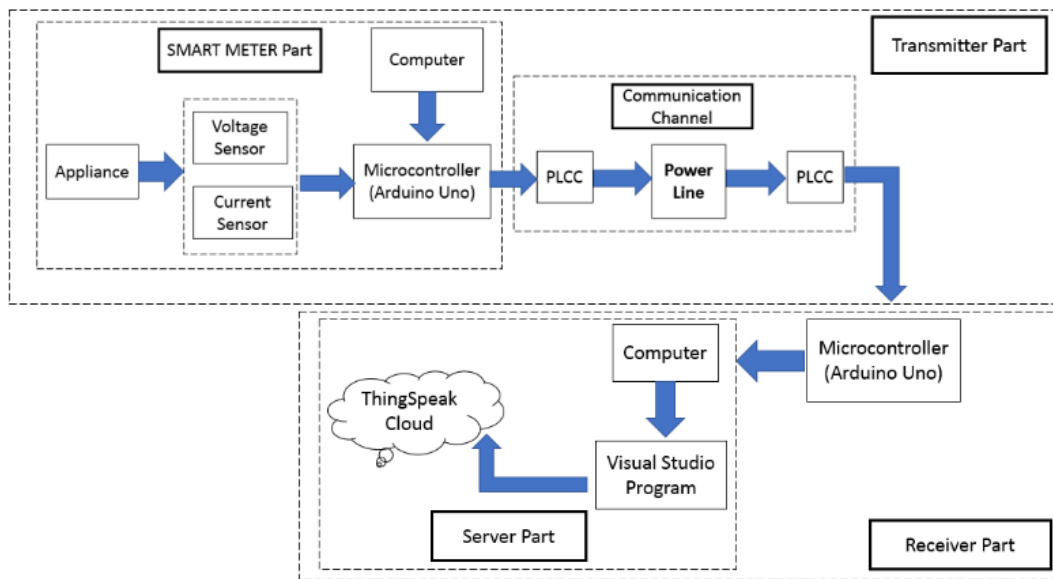 SMART METER Part
Computer
Transmitter Part
Communication
Channel
Voltage
Sensor
Appliance
Current
Sensor
Microcontroller
(Arduino Uno)
PLCC
Power
Line
PLCC
Computer
Microcontroller
(Arduino Uno)
ThingSpeak
Cloud
Visual Studio
Program
Server Part
Receiver Part